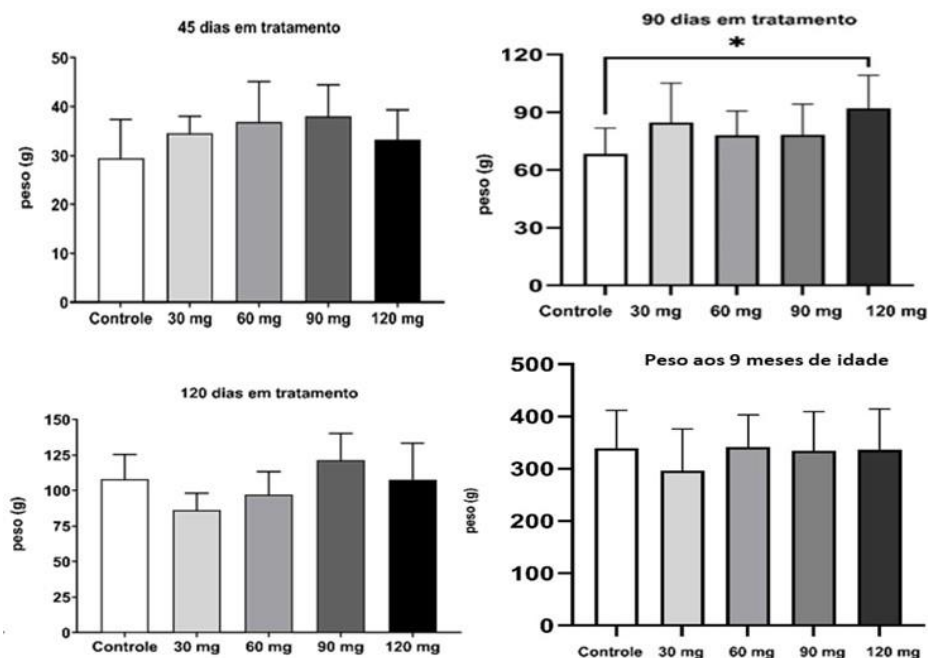 45 dias em tratamento
50
40
30
20
10
0
peso (g)
Controle 30 mg 60 mg 90 mg 120 mg
90 dias em tratamento
*
120
90
60
30
0
peso (g)
Controle 30 mg 60 mg 90 mg 120 mg
120 dias em tratamento
150
125
100
75
50
25
0
peso (g)
Controle 30 mg 60 mg 90 mg 120 mg
Peso aos 9 meses de idade
500
400
300
200
100
0
peso (g)
Controle 30 mg 60 mg 90 mg 120 mg